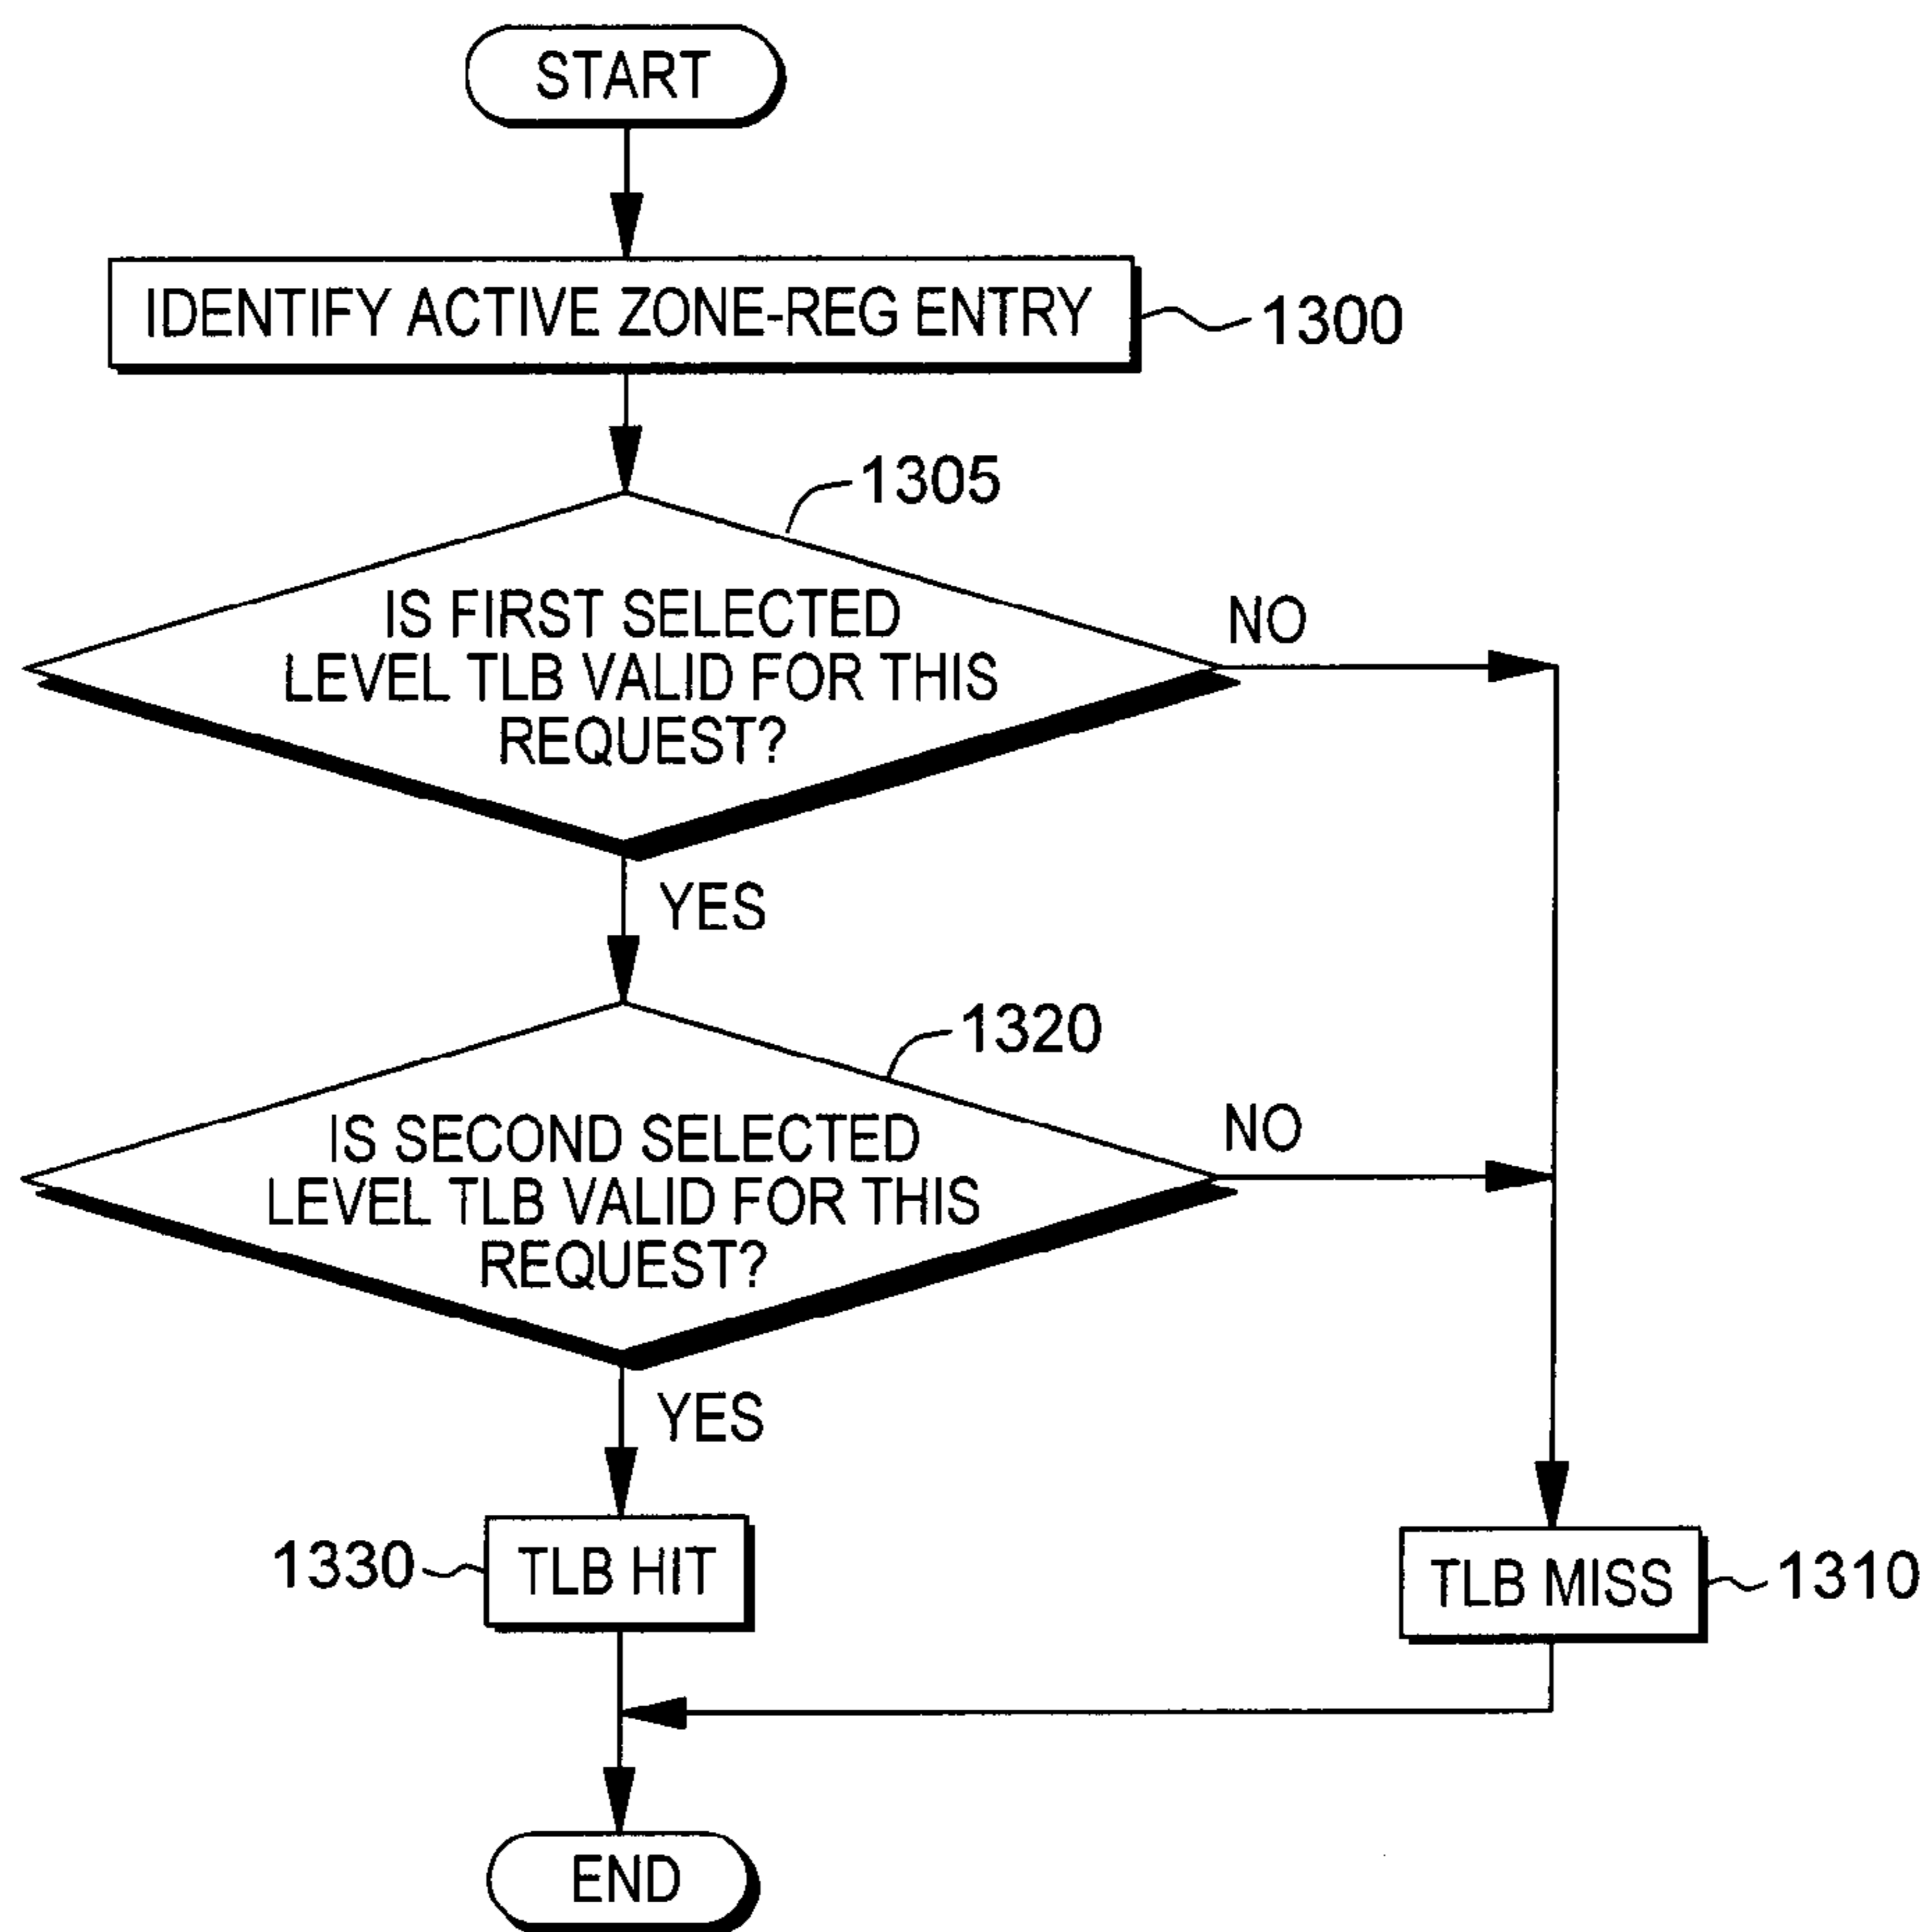 START
IDENTIFY ACTIVE ZONE-REG ENTRY
1300
1305
IS FIRST SELECTED
LEVEL TLB VALID FOR THIS
REQUEST?
NO
YES
1320
IS SECOND SELECTED
LEVEL TLB VALID FOR THIS
REQUEST?
NO
YES
1330
TLB HIT
TLB MISS
1310
END